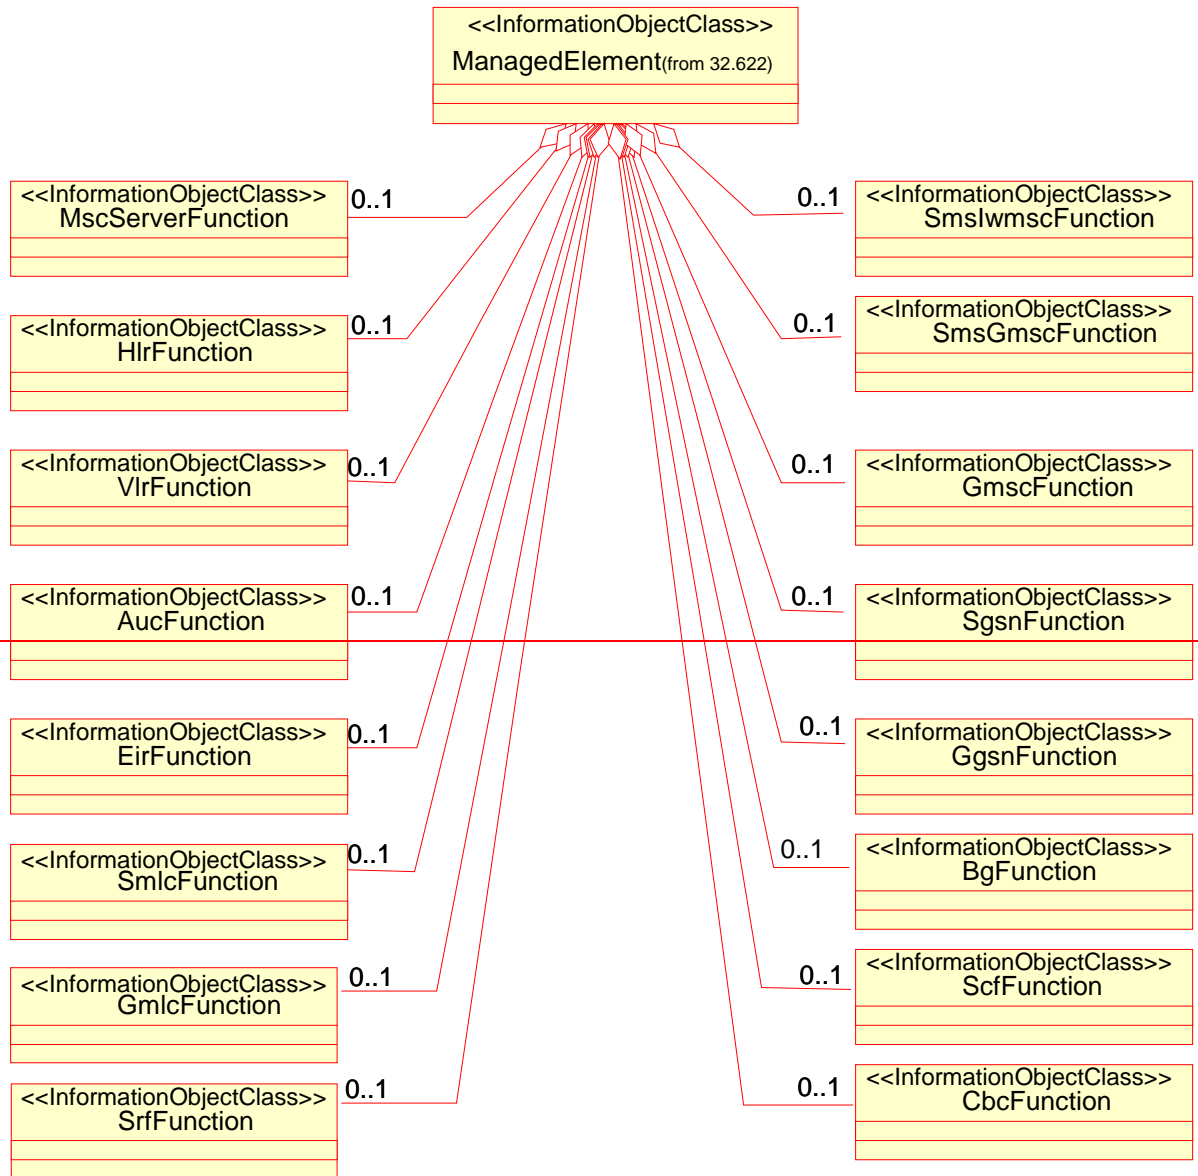 <<InformationObjectClass>>
ManagedElement(from 32.622)
<<InformationObjectClass>>
MscServerFunction
0..1
0..1
<<InformationObjectClass>>
SmsIwmscFunction
<<InformationObjectClass>>
HlrFunction
0..1
0..1
<<InformationObjectClass>>
SmsGmscFunction
<<InformationObjectClass>>
VlrFunction
0..1
0..1
<<InformationObjectClass>>
GmscFunction
<<InformationObjectClass>>
AucFunction
0..1
0..1
<<InformationObjectClass>>
SgsnFunction
<<InformationObjectClass>>
EirFunction
0..1
0..1
<<InformationObjectClass>>
GgsnFunction
<<InformationObjectClass>>
SmlcFunction
0..1
0..1
<<InformationObjectClass>>
BgFunction
<<InformationObjectClass>>
GmlcFunction
0..1
0..1
<<InformationObjectClass>>
ScfFunction
<<InformationObjectClass>>
SrfFunction
0..1
0..1
<<InformationObjectClass>>
CbcFunction